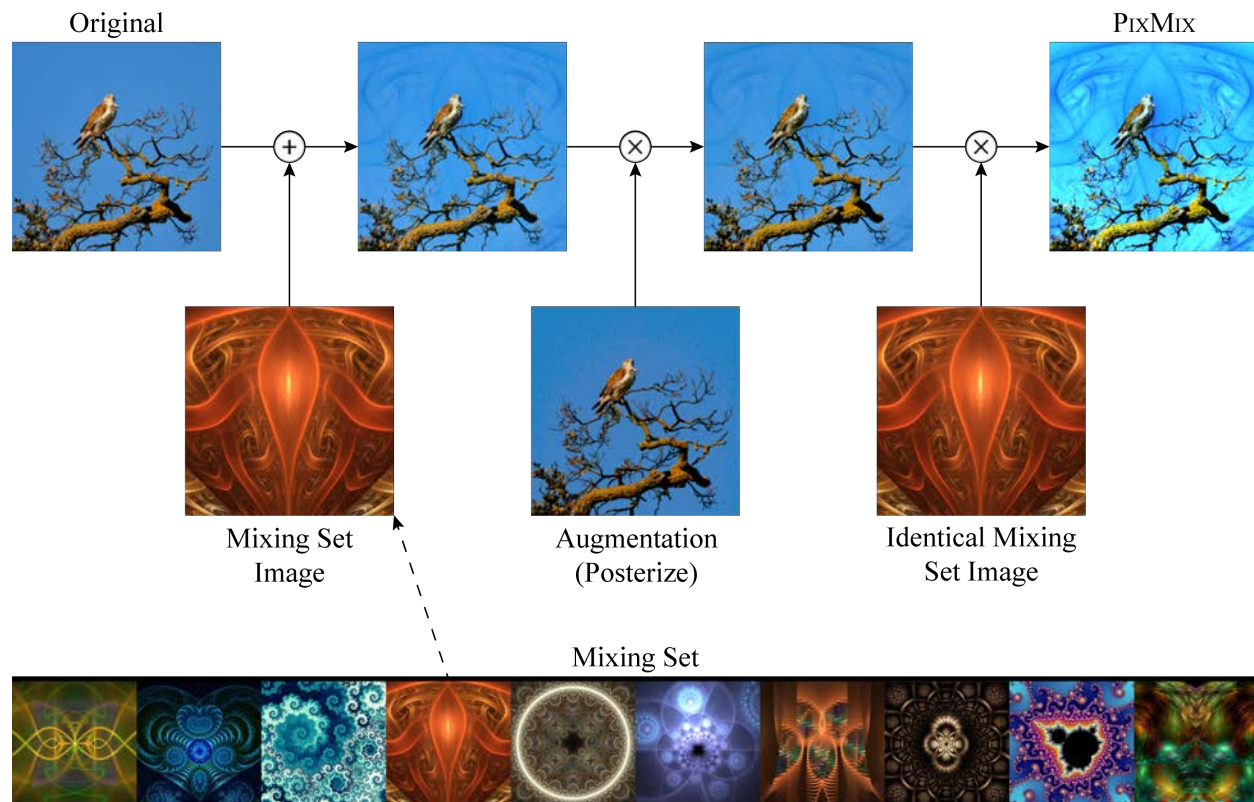 Original
PIXMIX
Mixing Set
Image
Augmentation
(Posterize)
Identical Mixing
Set Image
Mixing Set